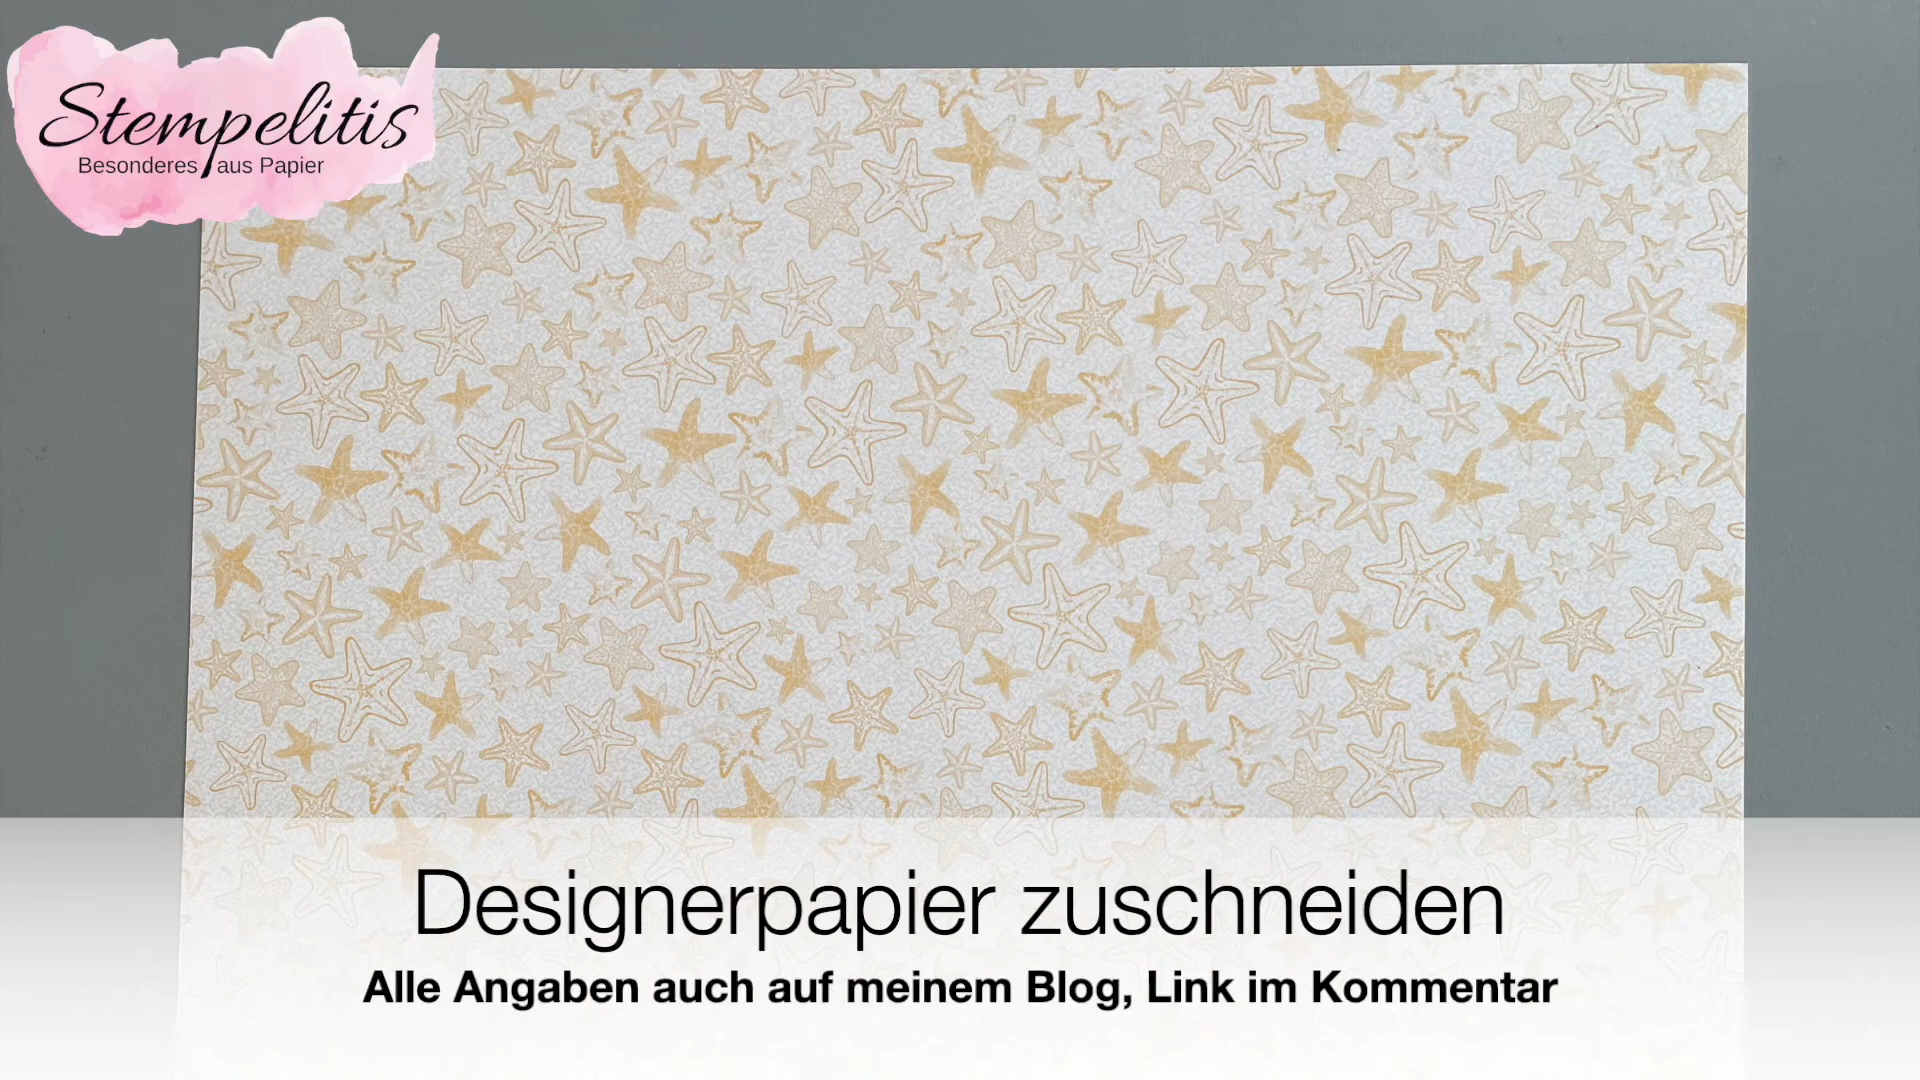 Stempelitis
Besonderes aus Papier
Designerpapier zuschneiden
Alle Angaben auch auf meinem Blog, Link im Kommentar